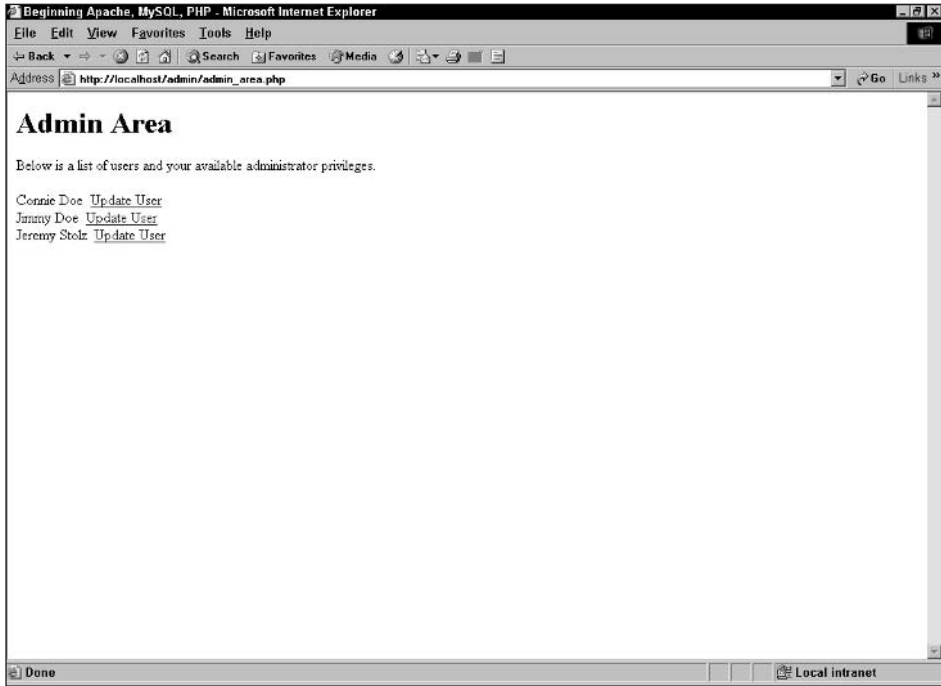 Beginning Apache, MySQL, PHP - Microsoft Internet Explorer
File Edit View Favorites Tools Help
Back Search Favorites Media
Address http://localhost/admin/admin_area.php Go Links »
Admin Area
Below is a list of users and your available administrator privileges.
Connie Doe Update User
Jimmy Doe Update User
Jeremy Stolz Update User
Done Local intranet